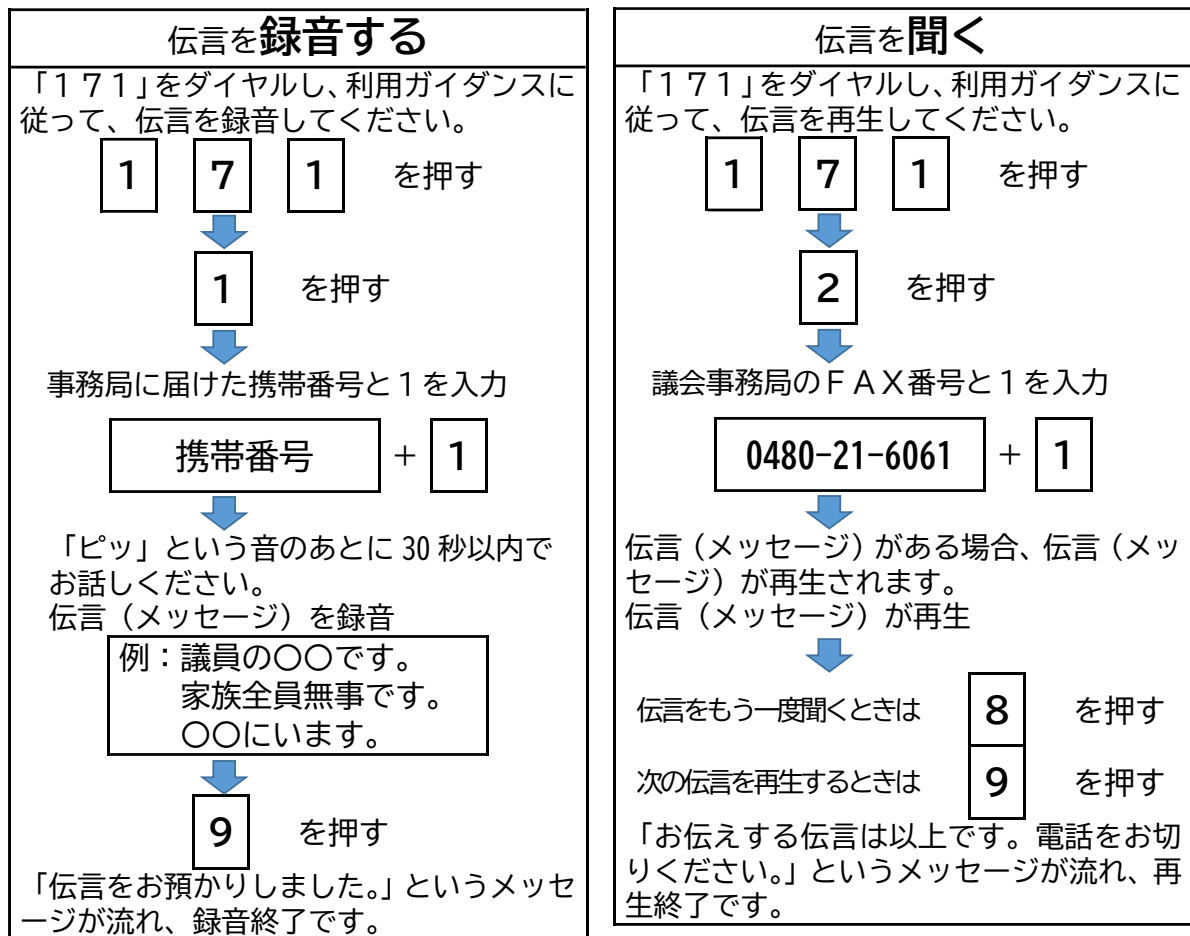 伝言を録音する
「１７１」をダイヤルし、利用ガイダンスに
従って、伝言を録音してください。
1 7 1 を押す
1 を押す
事務局に届けた携帯番号と１を入力
携帯番号 ＋ 1
「ピッ」という音のあとに 30 秒以内で
お話しください。
伝言（メッセージ）を録音
例：議員の〇〇です。
家族全員無事です。
〇〇にいます。
9 を押す
「伝言をお預かりしました。」というメッセ
ージが流れ、録音終了です。
伝言を聞く
「１７１」をダイヤルし、利用ガイダンスに
従って、伝言を再生してください。
1 7 1 を押す
2 を押す
議会事務局のＦＡＸ番号と１を入力
0480-21-6061 ＋ 1
伝言（メッセージ）がある場合、伝言（メッ
セージ）が再生されます。
伝言（メッセージ）が再生
伝言をもう一度聞くときは 8 を押す
次の伝言を再生するときは 9 を押す
「お伝えする伝言は以上です。電話をお切
りください。」というメッセージが流れ、再
生終了です。